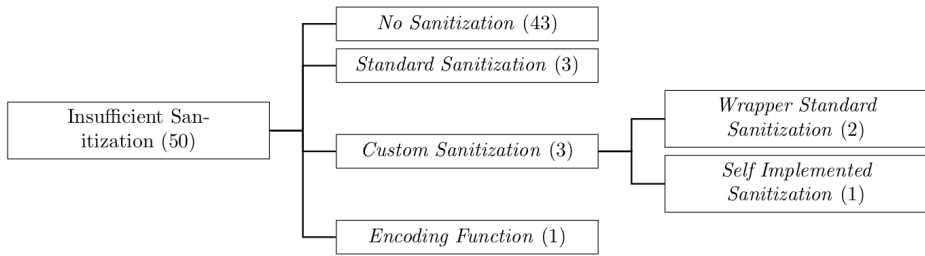 No Sanitization (43)
Standard Sanitization (3)
Insufficient San-
itization (50)
Custom Sanitization (3)
Wrapper Standard
Sanitization (2)
Self Implemented
Sanitization (1)
Encoding Function (1)